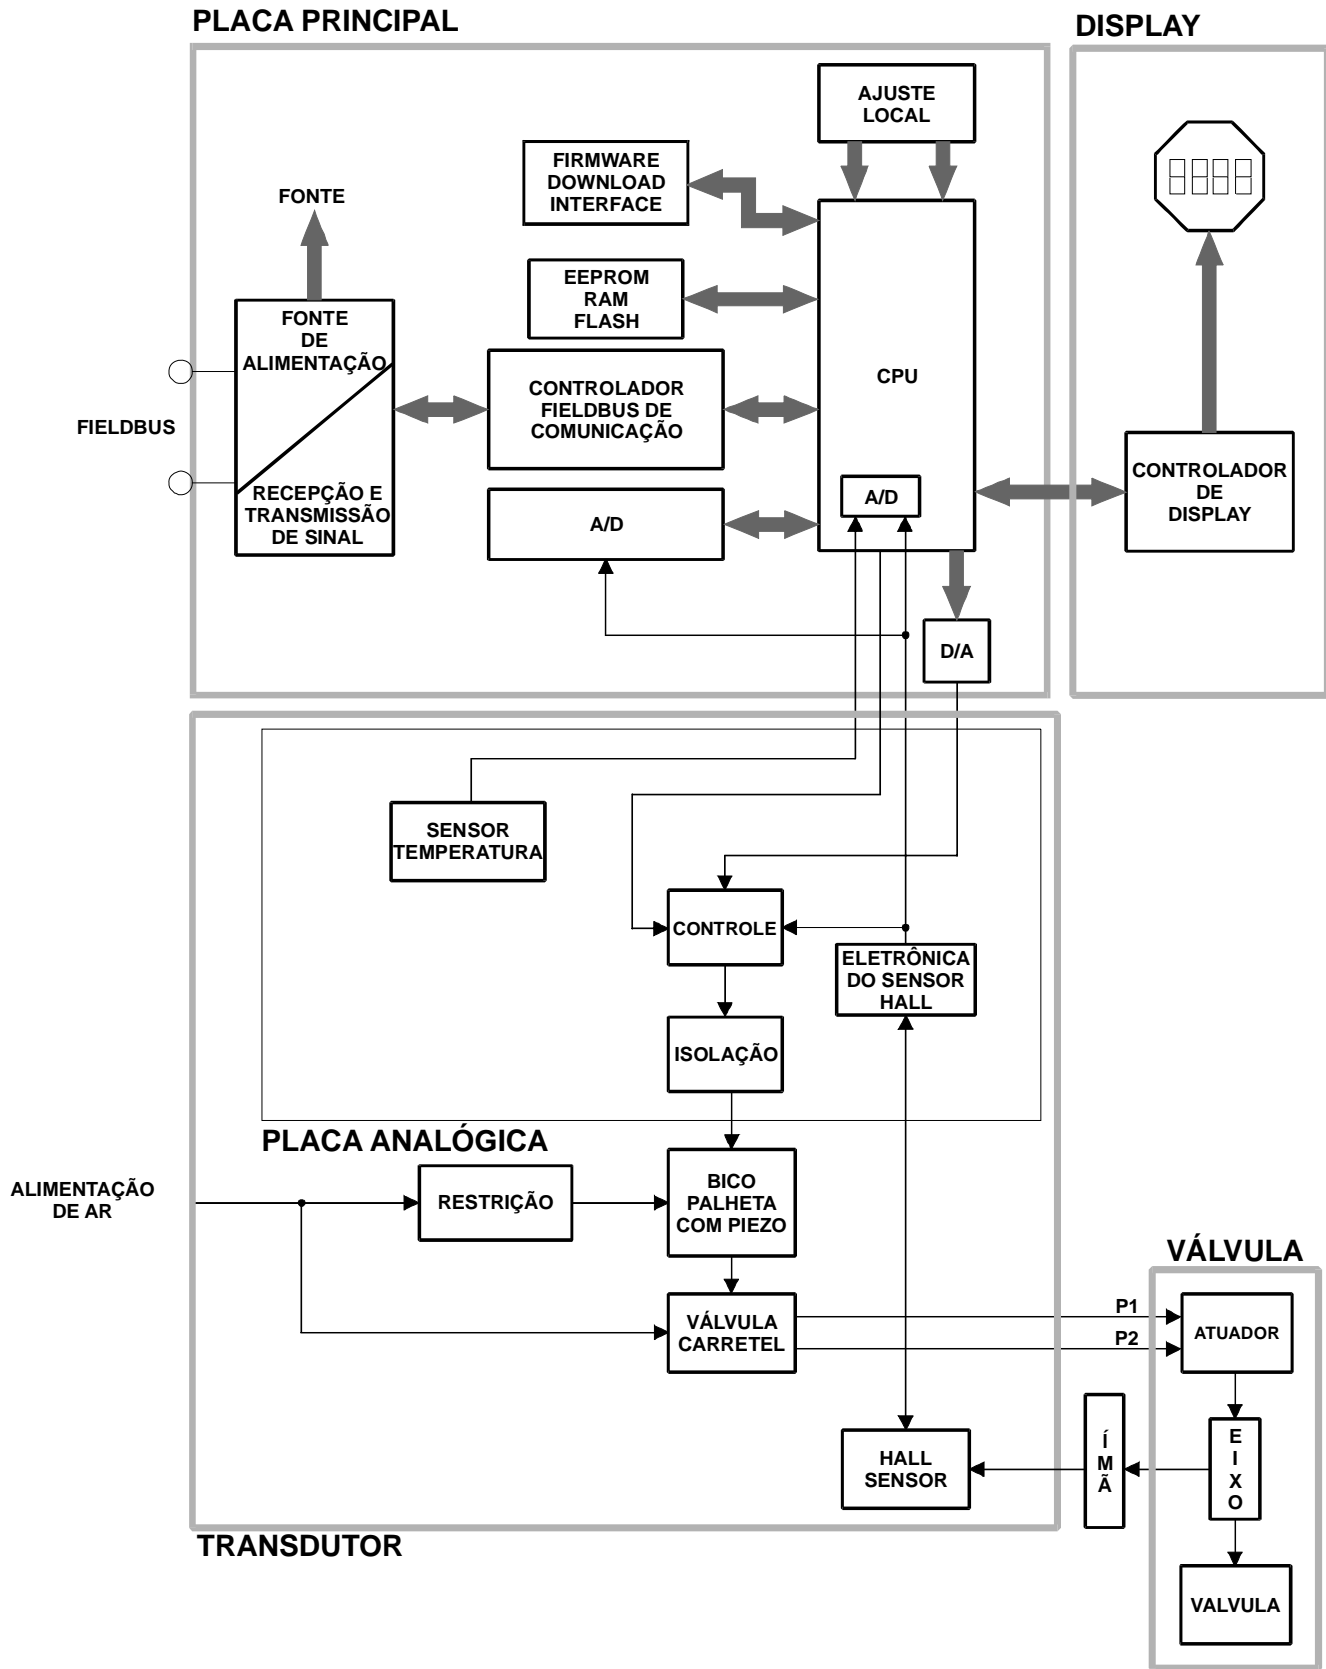 PLACA PRINCIPAL
DISPLAY
AJUSTE
LOCAL
FIRMWARE
DOWNLOAD
INTERFACE
FONTE
EEPROM
RAM
FLASH
FONTE
DE
ALIMENTAÇÃO
CPU
CONTROLADOR
FIELDBUS DE
COMUNICAÇÃO
FIELDBUS
CONTROLADOR
DE
DISPLAY
RECEPÇÃO E
TRANSMISSÃO
DE SINAL
A/D
A/D
D/A
SENSOR
TEMPERATURA
CONTROLE
ELETRÔNICA
DO SENSOR
HALL
ISOLAÇÃO
PLACA ANALÓGICA
ALIMENTAÇÃO
DE AR
RESTRIÇÃO
BICO
PALHETA
COM PIEZO
VÁLVULA
P1
P2
VÁLVULA
CARRETEL
ATUADOR
HALL
SENSOR
Í
M
Ã
E
I
X
O
TRANSDUTOR
VALVULA